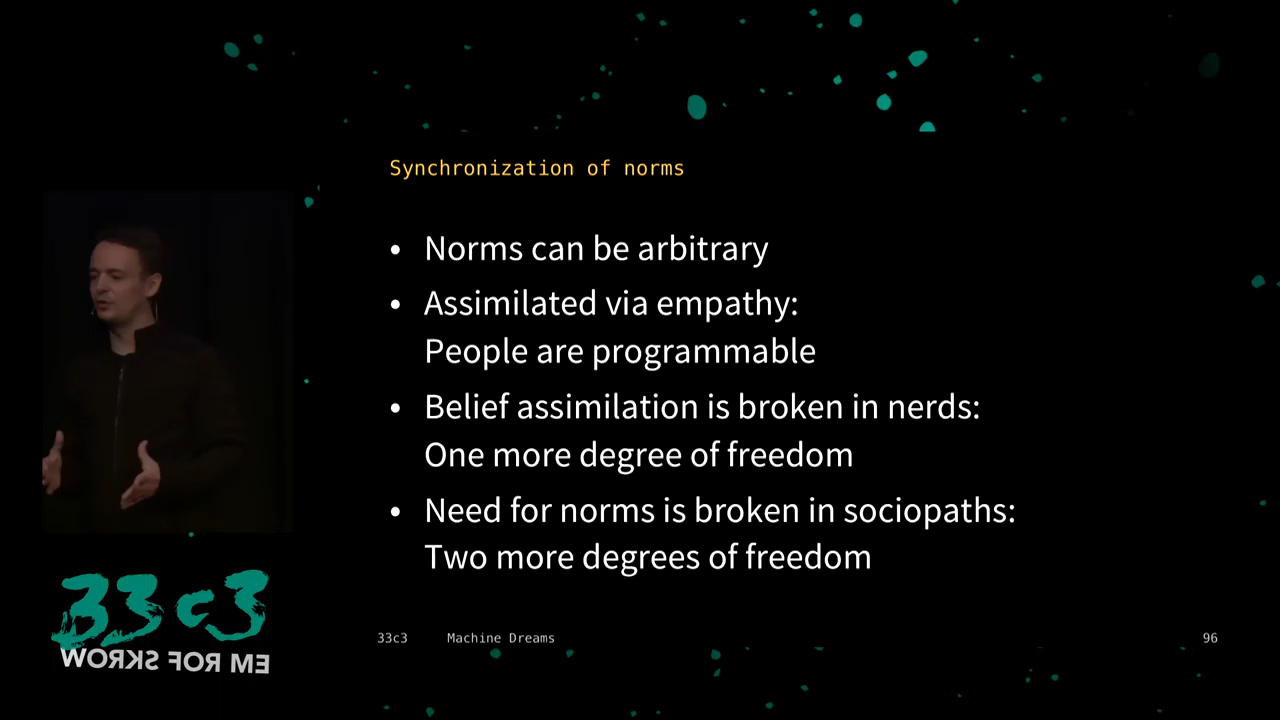 Synchronization of norms
• Norms can be arbitrary
• Assimilated via empathy:
People are programmable
• Belief assimilation is broken in nerds:
One more degree of freedom
• Need for norms is broken in sociopaths:
Two more degrees of freedom
33c3
WORKS FOR ME
33c3 Machine Dreams 96